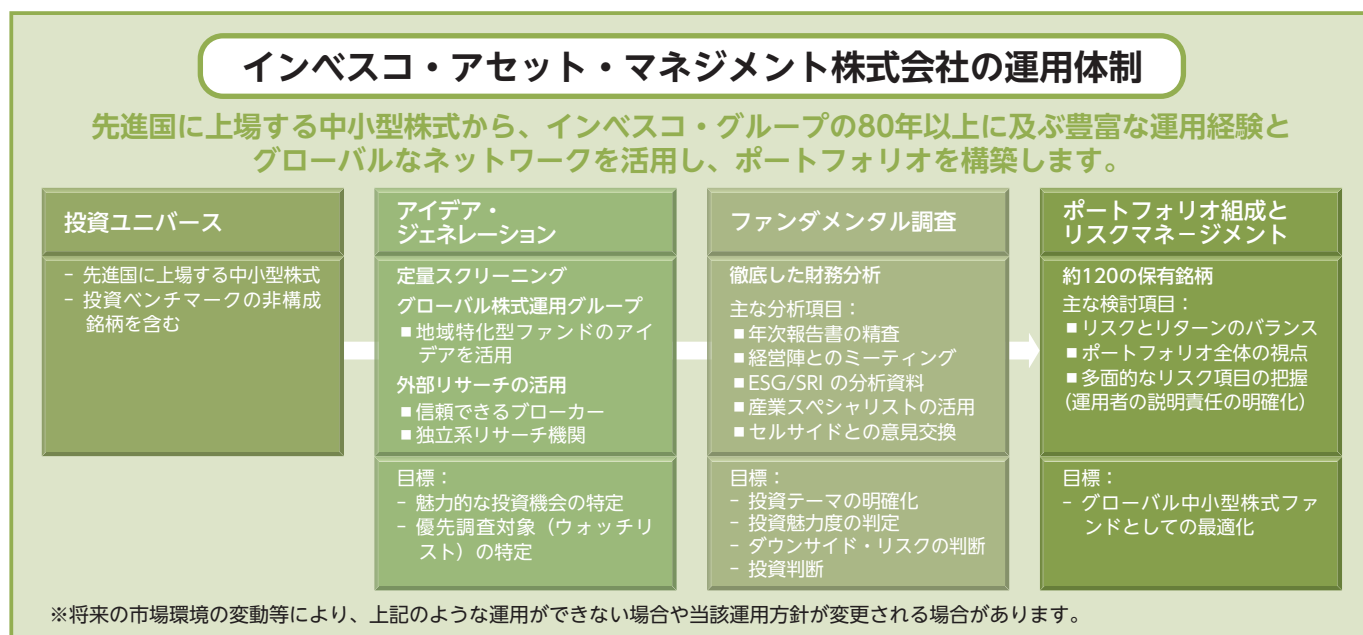 インベスコ・アセット・マネジメント株式会社の運用体制
先進国に上場する中小型株式から、インベスコ・グループの80年以上に及ぶ豊富な運用経験と
グローバルなネットワークを活用し、ポートフォリオを構築します。
投資ユニバース
− 先進国に上場する中小型株式
− 投資ベンチマークの非構成
銘柄を含む
アイデア・
ジェネレーション
定量スクリーニング
グローバル株式運用グループ
■地域特化型ファンドのアイ
デアを活用
外部リサーチの活用
■信頼できるブローカー
■独立系リサーチ機関
目標：
− 魅力的な投資機会の特定
− 優先調査対象（ウォッチリ
スト）の特定
ファンダメンタル調査
徹底した財務分析
主な分析項目：
■年次報告書の精査
■経営陣とのミーティング
■ESG/SRI の分析資料
■産業スペシャリストの活用
■セルサイドとの意見交換
目標：
− 投資テーマの明確化
− 投資魅力度の判定
− ダウンサイド・リスクの判断
− 投資判断
ポートフォリオ組成と
リスクマネージメント
約120の保有銘柄
主な検討項目：
■リスクとリターンのバランス
■ポートフォリオ全体の視点
■多面的なリスク項目の把握
(運用者の説明責任の明確化)
目標：
− グローバル中小型株式ファ
ンドとしての最適化
※将来の市場環境の変動等により、上記のような運用ができない場合や当該運用方針が変更される場合があります。